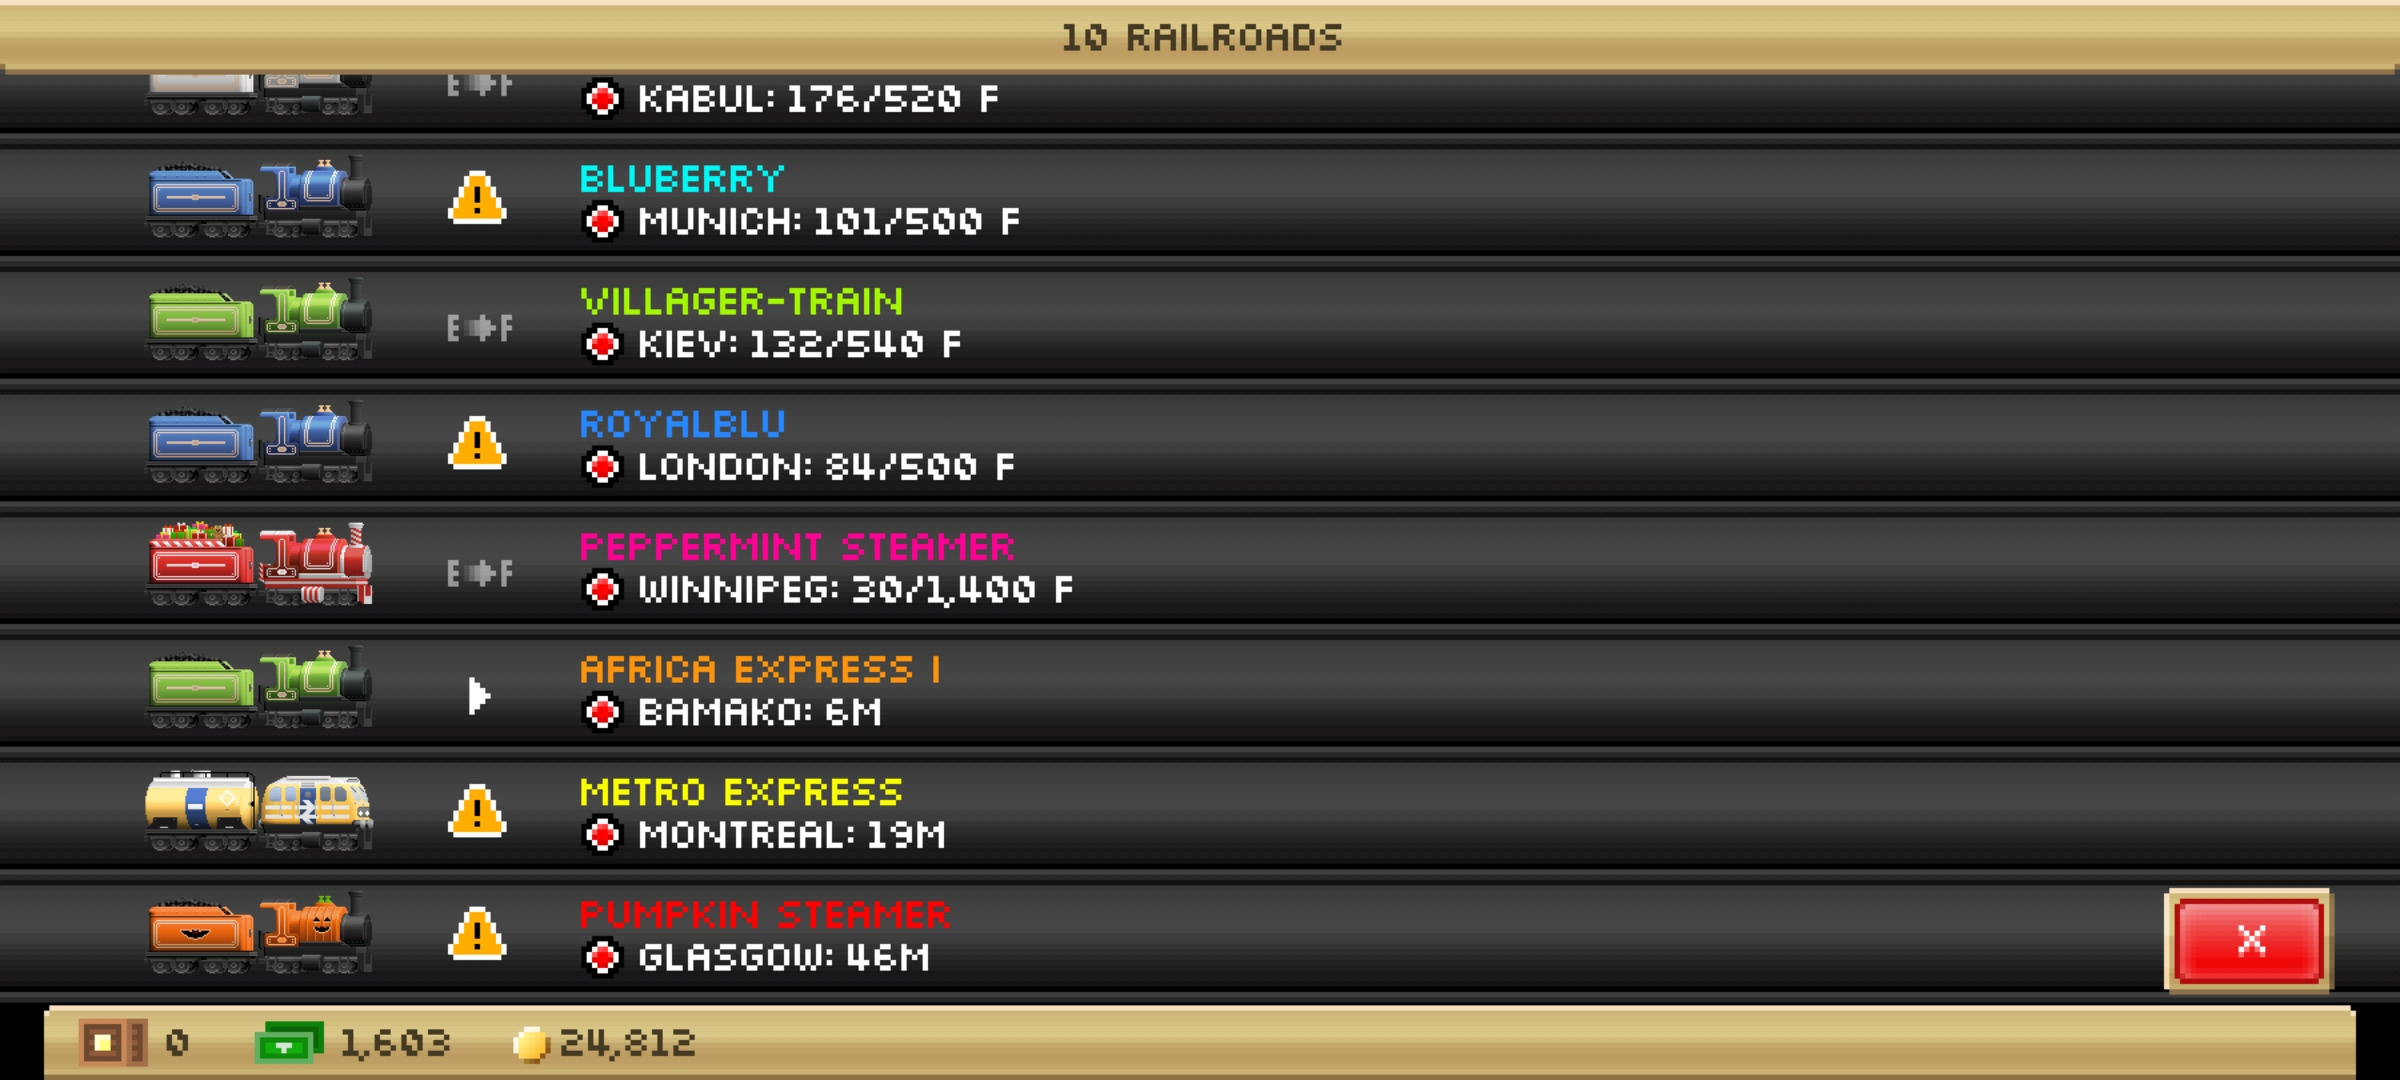 10 RAILROADS
E F
KABUL: 176/520 F
BLUBERRY
! MUNICH: 101/500 F
VILLAGER-TRAIN
E F
KIEV: 132/540 F
ROYALBLU
! LONDON: 84/500 F
PEPPERMINT STEAMER
E F
WINNIPEG: 30/1,400 F
AFRICA EXPRESS I
BAMAKO: 6M
METRO EXPRESS
! MONTREAL: 19M
PUMPKIN STEAMER
! GLASGOW: 46M
X
0 1,603 24,812